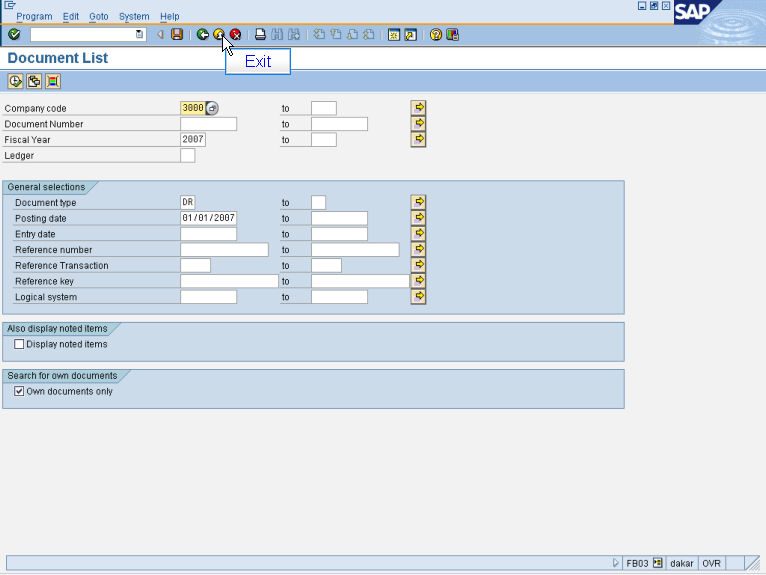 Program Edit Goto System Help
SAP
Exit
Document List
Company code 3000 to
Document Number to
Fiscal Year 2007 to
Ledger
General selections
Document type DR to
Posting date 01/01/2007 to
Entry date to
Reference number to
Reference Transaction to
Reference key to
Logical system to
Also display noted items
Display noted items
Search for own documents
Own documents only
FB03 dakar OVR